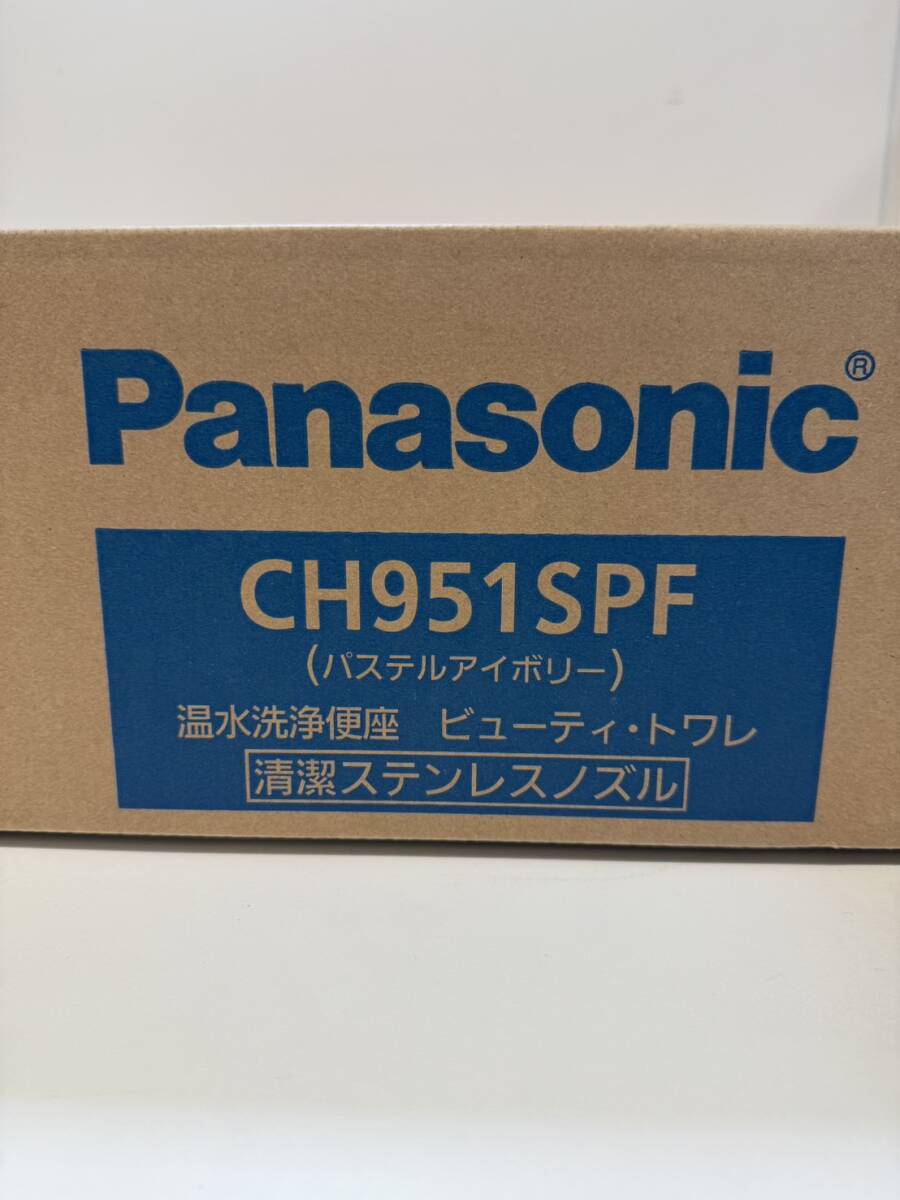 Panasonic®
CH951SPF
(パステルアイボリー)
温水洗浄便座 ビューティ・トワレ
清潔ステンレスノズル